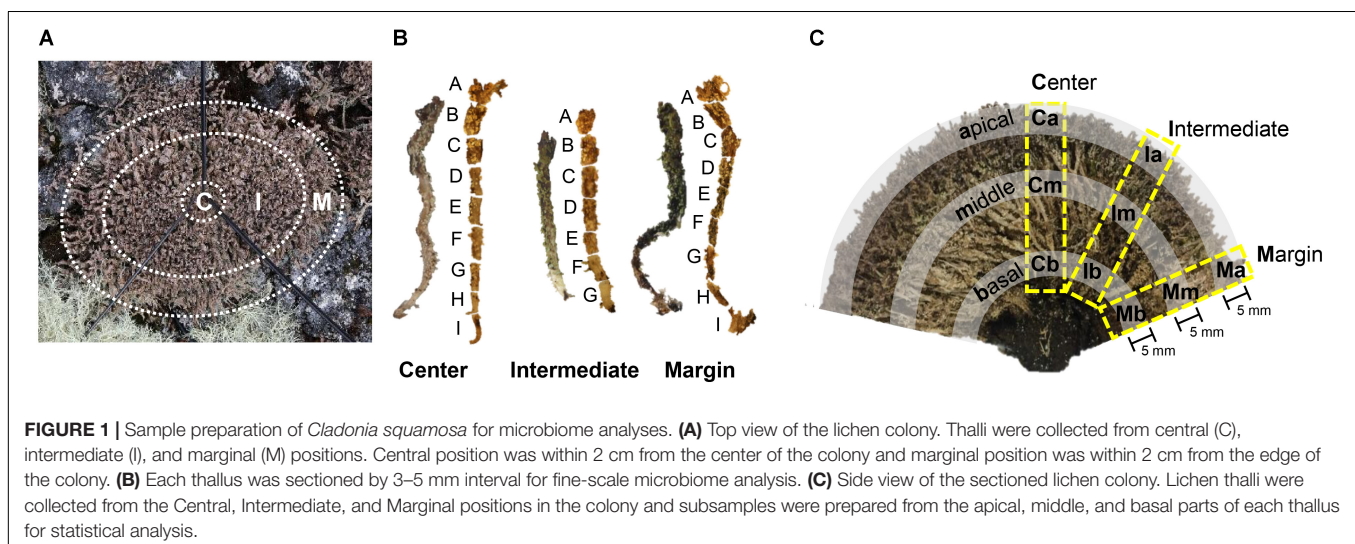 A
C
I
M
B
A
B
C
D
E
F
G
H
I
A
B
C
D
E
F
G
A
B
C
D
E
F
G
H
I
Center
Intermediate
Margin
C
Center
Intermediate
Margin
apical
middle
basal
Ca
Cm
Cb
Ia
Im
Ib
Ma
Mm
Mb
5 mm
5 mm
5 mm
FIGURE 1 | Sample preparation of Cladonia squamosa for microbiome analyses. (A) Top view of the lichen colony. Thalli were collected from central (C),
intermediate (I), and marginal (M) positions. Central position was within 2 cm from the center of the colony and marginal position was within 2 cm from the edge of
the colony. (B) Each thallus was sectioned by 3–5 mm interval for fine-scale microbiome analysis. (C) Side view of the sectioned lichen colony. Lichen thalli were
collected from the Central, Intermediate, and Marginal positions in the colony and subsamples were prepared from the apical, middle, and basal parts of each thallus
for statistical analysis.